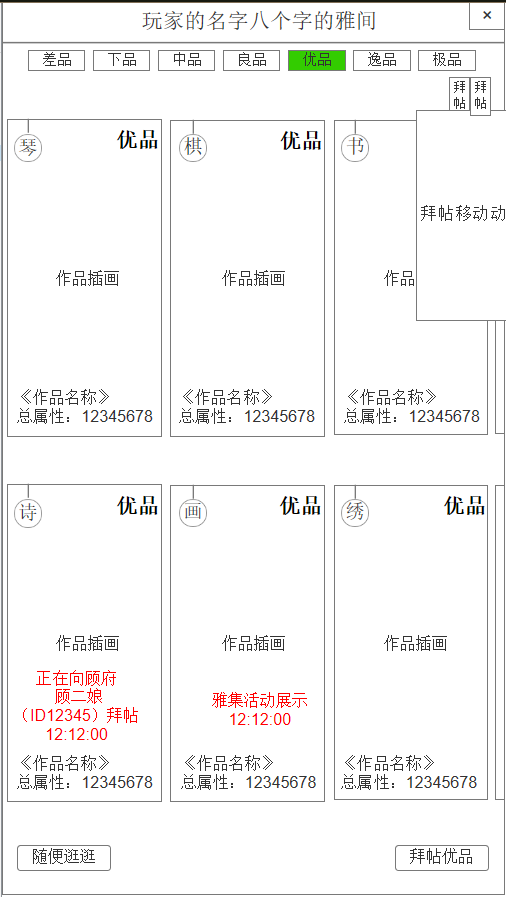 玩家的名字八个字的雅间
×
差品 下品 中品 良品 优品 逸品 极品
拜帖
拜帖
琴 优品
棋 优品
书
拜帖移动动
作品插画
作品插画
作品
《作品名称》
总属性：12345678
《作品名称》
总属性：12345678
《作品名称》
总属性：12345678
诗 优品
画 优品
绣 优品
作品插画
作品插画
作品插画
正在向顾府
顾二娘
（ID12345）拜帖
12:12:00
雅集活动展示
12:12:00
《作品名称》
总属性：12345678
《作品名称》
总属性：12345678
《作品名称》
总属性：12345678
随便逛逛
拜帖优品